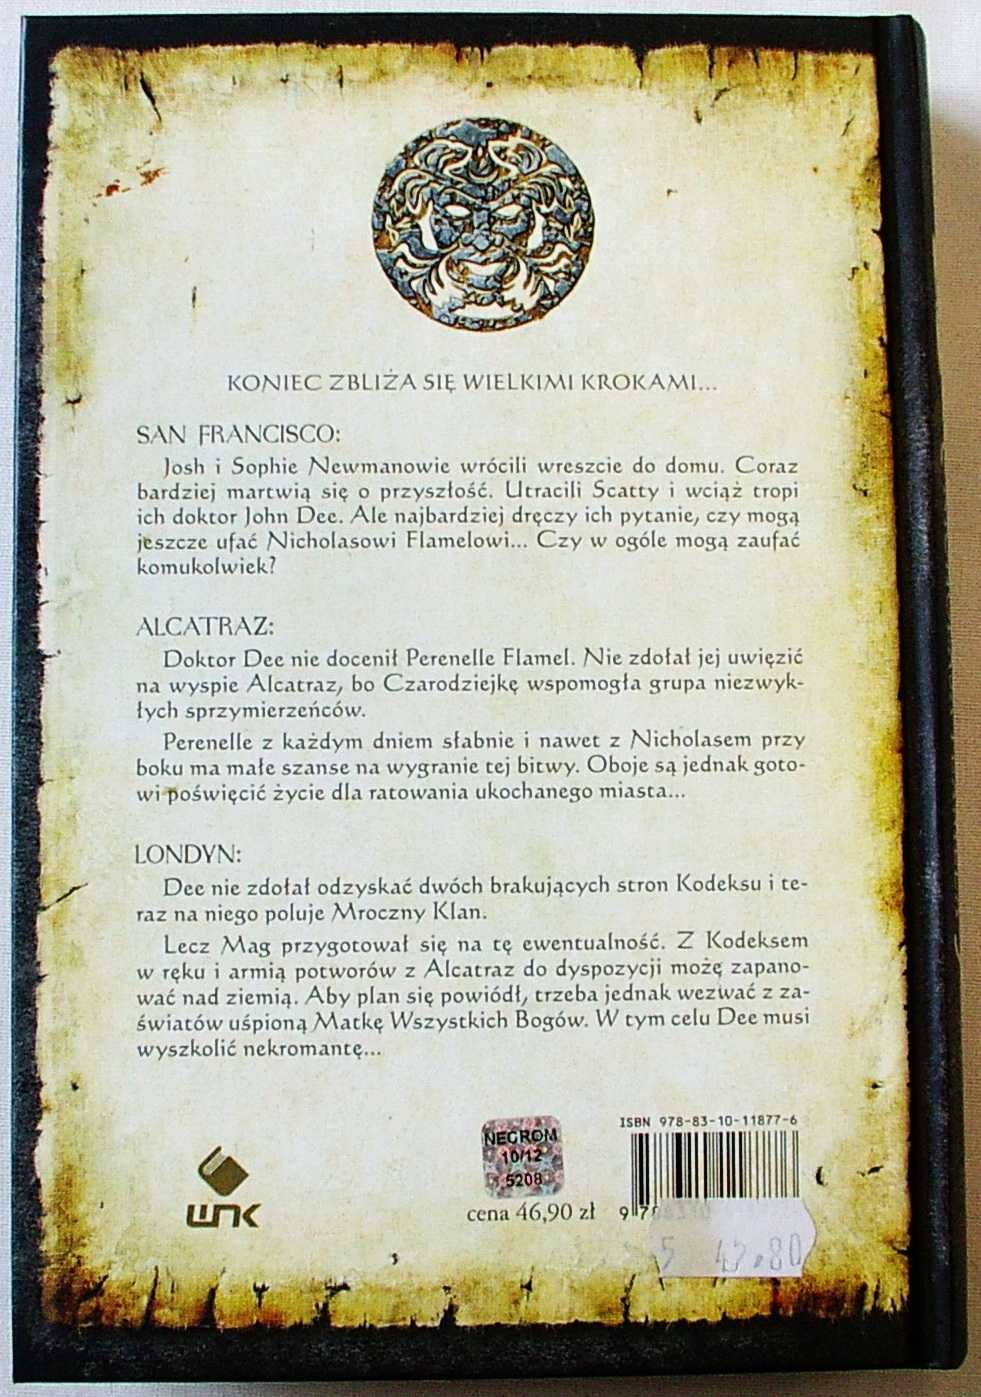 KONIEC ZBLIŻA SIĘ WIELKIMI KROKAMI...
SAN FRANCISCO:
Josh i Sophie Newmanowie wrócili wreszcie do domu. Coraz
bardziej martwią się o przyszłość. Utracili Scatty i wciąż tropi
ich doktor John Dee. Ale najbardziej dręczy ich pytanie, czy mogą
jeszcze ufać Nicholasowi Flamelowi... Czy w ogóle mogą zaufać
komukolwiek?
ALCATRAZ:
Doktor Dee nie docenił Perenelle Flamel. Nie zdołał jej uwięzić
na wyspie Alcatraz, bo Czarodziejkę wspomogła grupa niezwyk-
łych sprzymierzeńców.
Perenelle z każdym dniem słabnie i nawet z Nicholasem przy
boku ma małe szanse na wygranie tej bitwy. Oboje są jednak goto-
wi poświęcić życie dla ratowania ukochanego miasta...
LONDYN:
Dee nie zdołał odzyskać dwóch brakujących stron Kodeksu i te-
raz na niego poluje Mroczny Klan.
Lecz Mag przygotował się na tę ewentualność. Z Kodeksem
w ręku i armią potworów z Alcatraz do dyspozycji możę zapano-
wać nad ziemią. Aby plan się powiódł, trzeba jednak wezwać z za-
światów uśpioną Matkę Wszystkich Bogów. W tym celu Dee musi
wyszkolić nekromantę...
ISBN 978-83-10-11877-6
NEGROM
10/12
5208
cena 46,90 zł
9 78
5 45.80